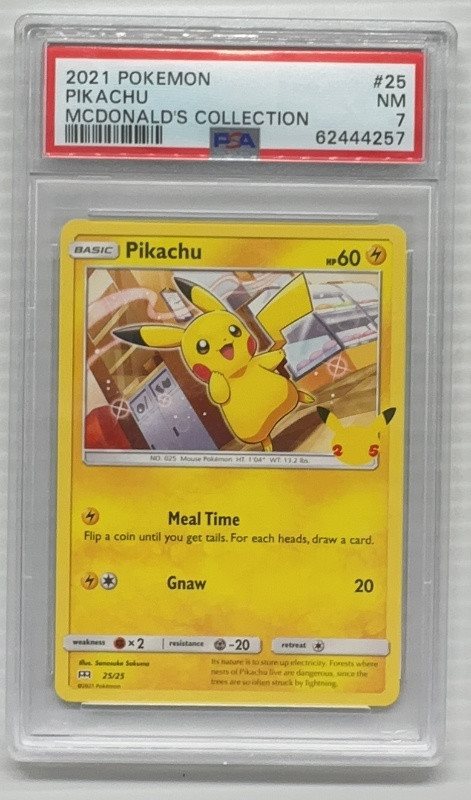 2021 POKEMON #25
PIKACHU NM
MCDONALD'S COLLECTION 7
PSA 62444257
BASIC Pikachu HP60
NO. 025 Mouse Pokémon HT: 1'04" WT: 13.2 lbs.
25
Meal Time
Flip a coin until you get tails. For each heads, draw a card.
Gnaw 20
weakness ×2 resistance -20 retreat
Illus. Sanosuke Sakuma
25/25
©2021 Pokémon
Its nature is to store up electricity. Forests where
nests of Pikachu live are dangerous, since the
trees are so often struck by lightning.